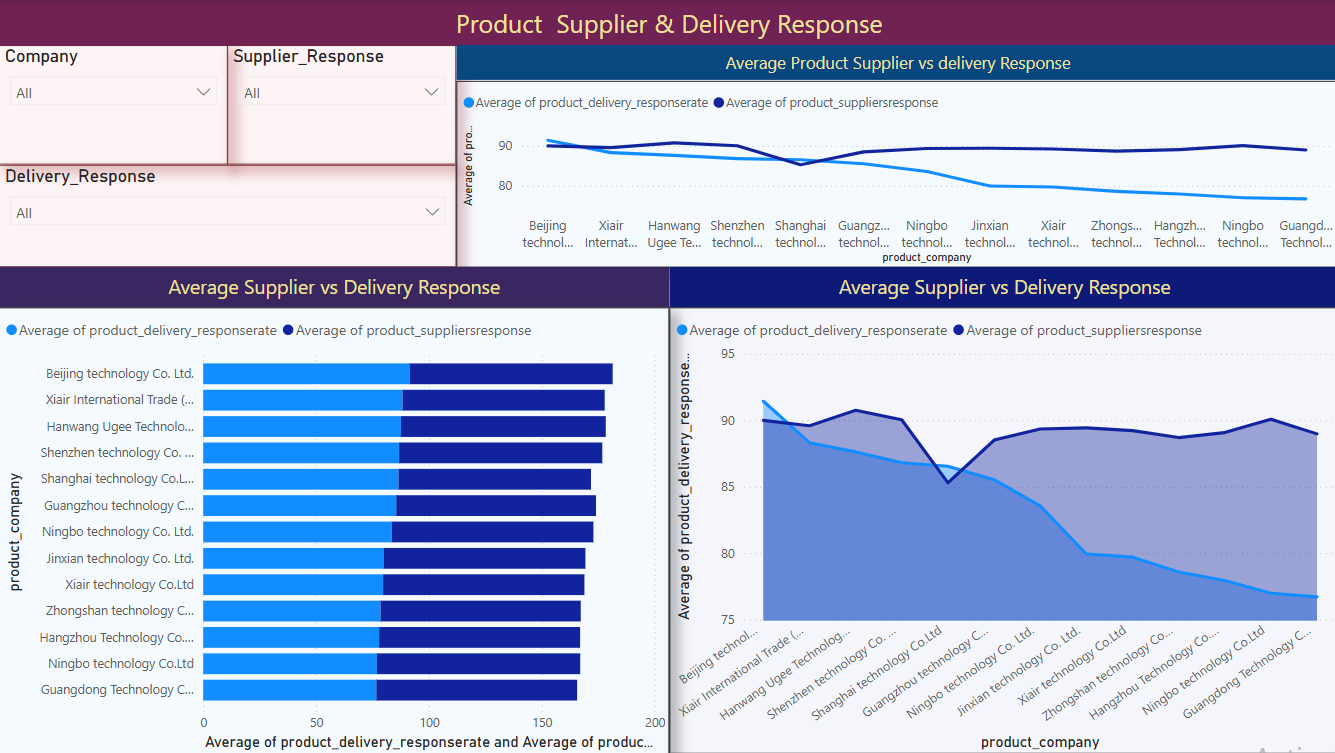 Product Supplier & Delivery Response
Company
All
Supplier_Response
All
Delivery_Response
All
Average Product Supplier vs delivery Response
Average of product_delivery_responserate Average of product_suppliersresponse
Average of pro...
90
80
Beijing technol...
Xiair Internat...
Hanwang Ugee Te...
Shenzhen technol...
Shanghai technol...
Guangz... technol...
Ningbo technol...
Jinxian technol...
Xiair technol...
Zhongs... technol...
Hangzh... Technol...
Ningbo technol...
Guangd... Technol...
product_company
Average Supplier vs Delivery Response
Average of product_delivery_responserate Average of product_suppliersresponse
product_company
Beijing technology Co. Ltd.
Xiair International Trade (...
Hanwang Ugee Technolo...
Shenzhen technology Co. ...
Shanghai technology Co.L...
Guangzhou technology C...
Ningbo technology Co. Ltd.
Jinxian technology Co. Ltd.
Xiair technology Co.Ltd
Zhongshan technology C...
Hangzhou Technology Co....
Ningbo technology Co.Ltd
Guangdong Technology C...
0 50 100 150 200
Average of product_delivery_responserate and Average of produc...
Average Supplier vs Delivery Response
Average of product_delivery_responserate Average of product_suppliersresponse
Average of product_delivery_response...
95
90
85
80
75
Beijing technol...
Xiair International Trade (...
Hanwang Ugee Technolog...
Shenzhen technology Co. ...
Shanghai technology Co.Ltd
Guangzhou technology C...
Ningbo technology Co. Ltd.
Jinxian technology Co. Ltd.
Xiair technology Co.Ltd
Zhongshan technology Co...
Hangzhou Technology Co....
Ningbo technology Co.Ltd
Guangdong Technology C...
product_company